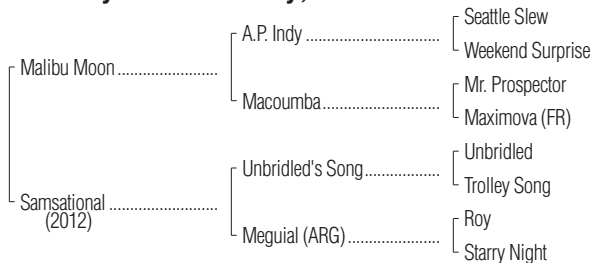 Seattle Slew
A.P. Indy ..............................
Weekend Surprise
Malibu Moon ......................
Mr. Prospector
Macoumba..........................
Maximova (FR)
Unbridled
Unbridled's Song.................
Trolley Song
Samsational ........................
(2012)
Roy
Meguial (ARG)....................
Starry Night